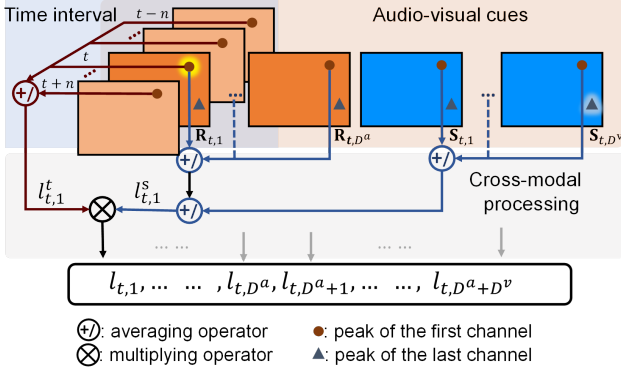 Time interval
Audio-visual cues
t − n
t
t + n
+/
R_{t,1}
R_{t,D^a}
S_{t,1}
S_{t,D^v}
...
...
+/
+/
Cross-modal
processing
l^t_{t,1}
l^s_{t,1}
+/
... ...
... ...
l_{t,1}, ... ... , l_{t,D^a}, l_{t,D^a+1}, ... ..., l_{t,D^a+D^v}
+/ : averaging operator
: peak of the first channel
⊗: multiplying operator
: peak of the last channel